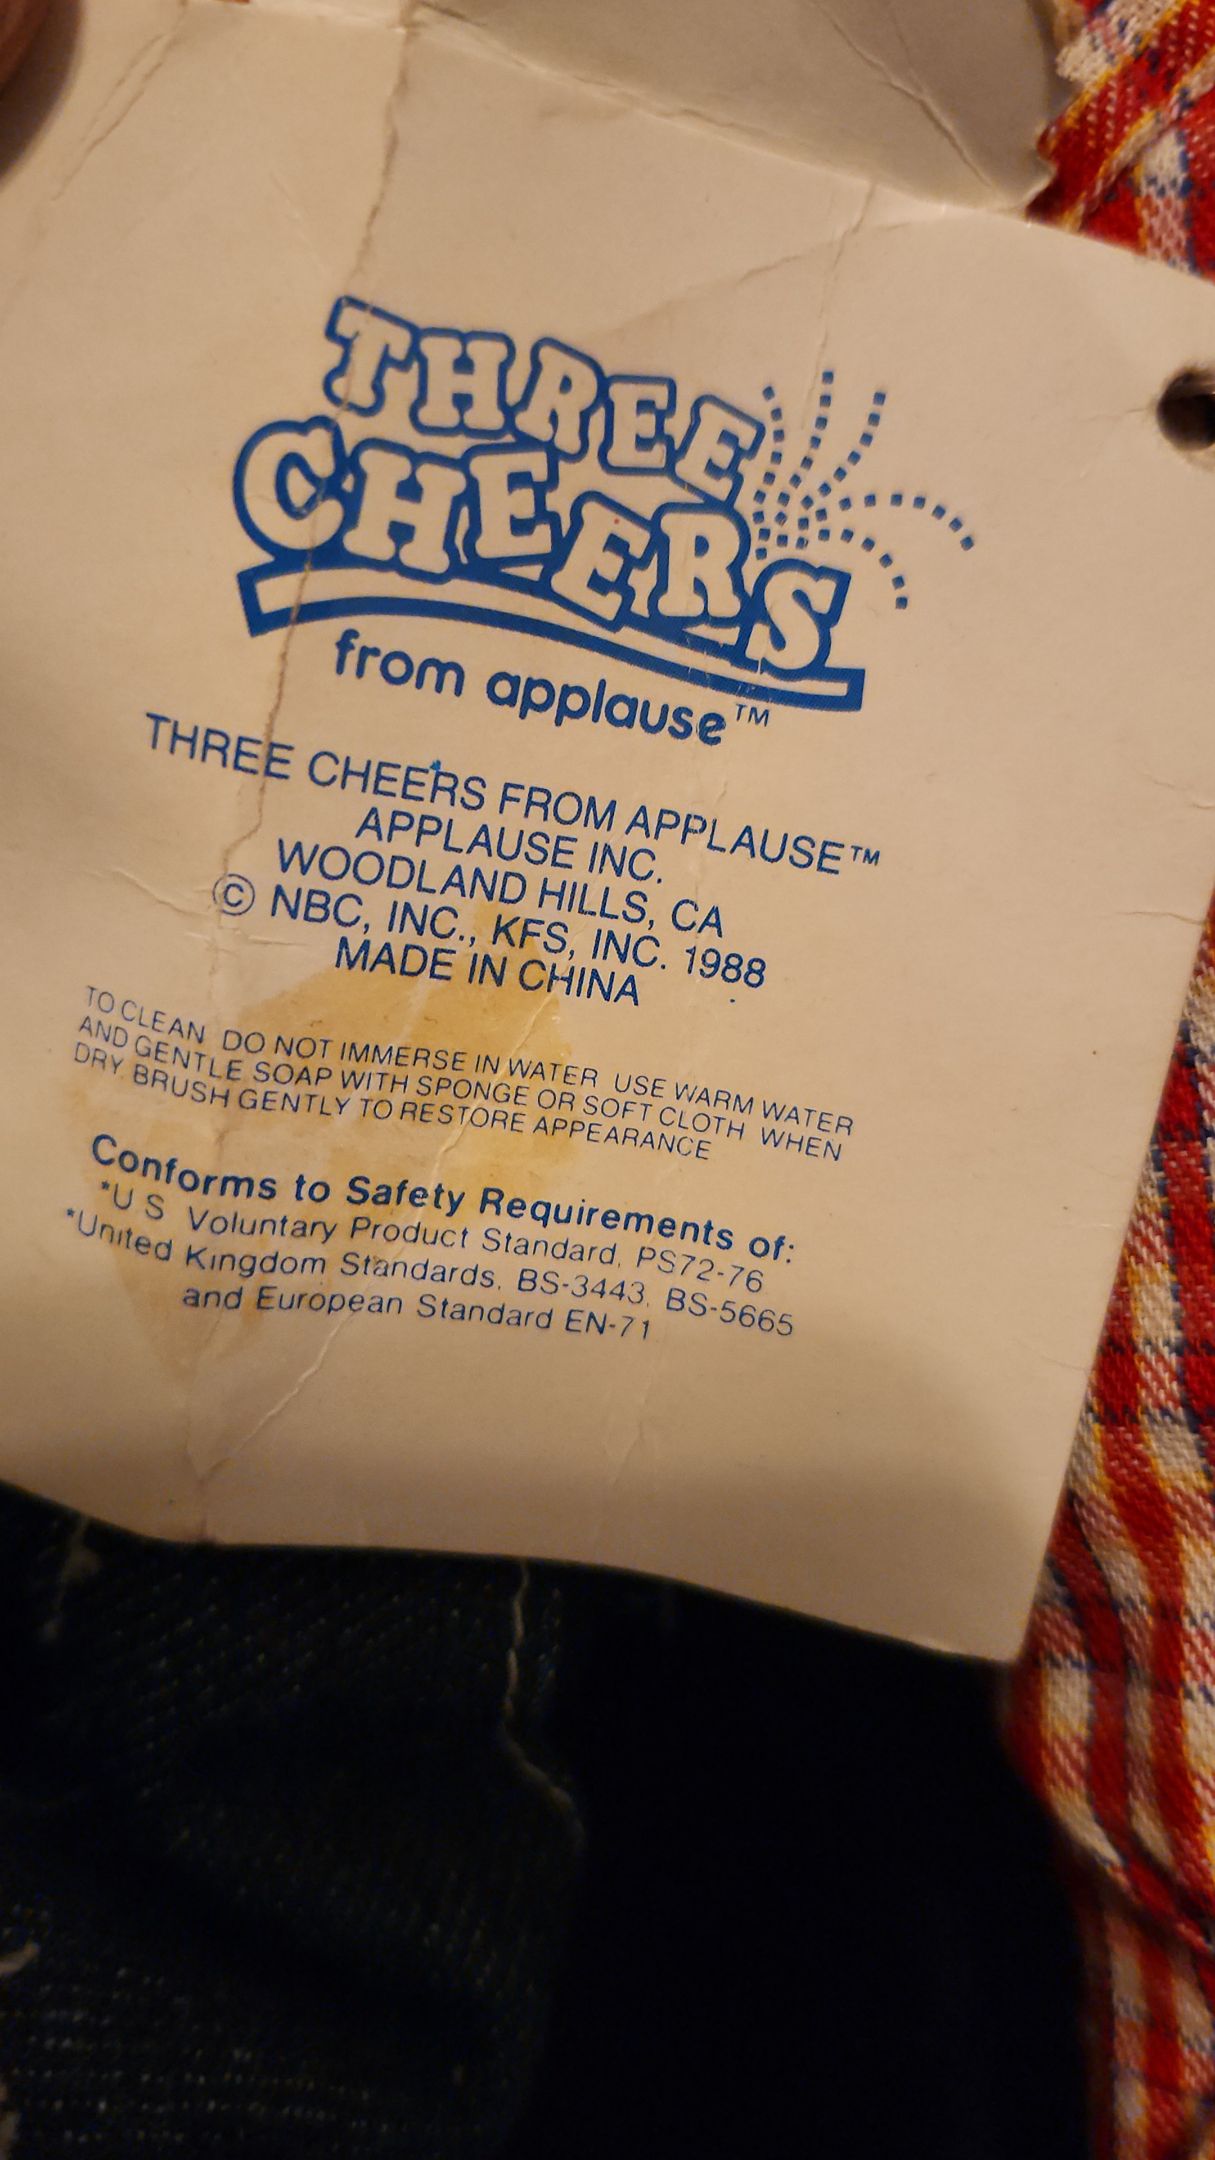 THREE
CHEERS
from applause™
THREE CHEERS FROM APPLAUSE™
APPLAUSE INC.
WOODLAND HILLS, CA
© NBC, INC., KFS, INC. 1988
MADE IN CHINA
TO CLEAN DO NOT IMMERSE IN WATER USE WARM WATER
AND GENTLE SOAP WITH SPONGE OR SOFT CLOTH WHEN
DRY BRUSH GENTLY TO RESTORE APPEARANCE
Conforms to Safety Requirements of:
*U S Voluntary Product Standard, PS72-76
*United Kingdom Standards, BS-3443, BS-5665
and European Standard EN-71